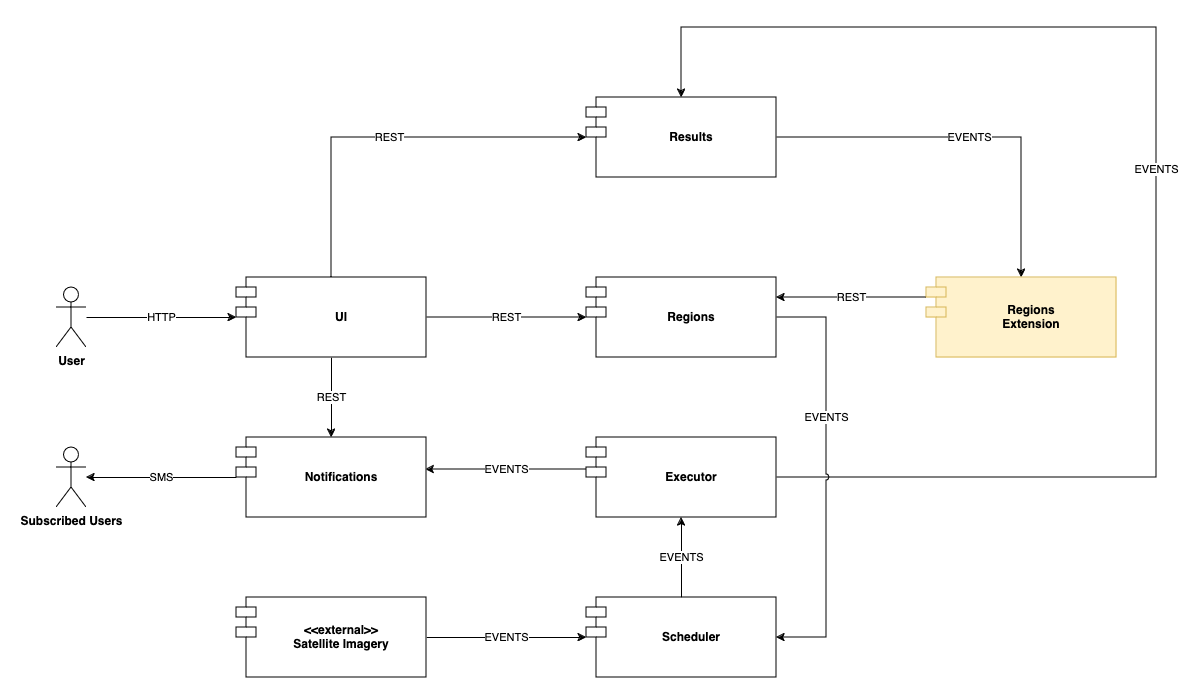 Results
REST
EVENTS
EVENTS
User
HTTP
UI
REST
Regions
REST
Regions
Extension
REST
EVENTS
Subscribed Users
SMS
Notifications
EVENTS
Executor
EVENTS
<<external>>
Satellite Imagery
EVENTS
Scheduler